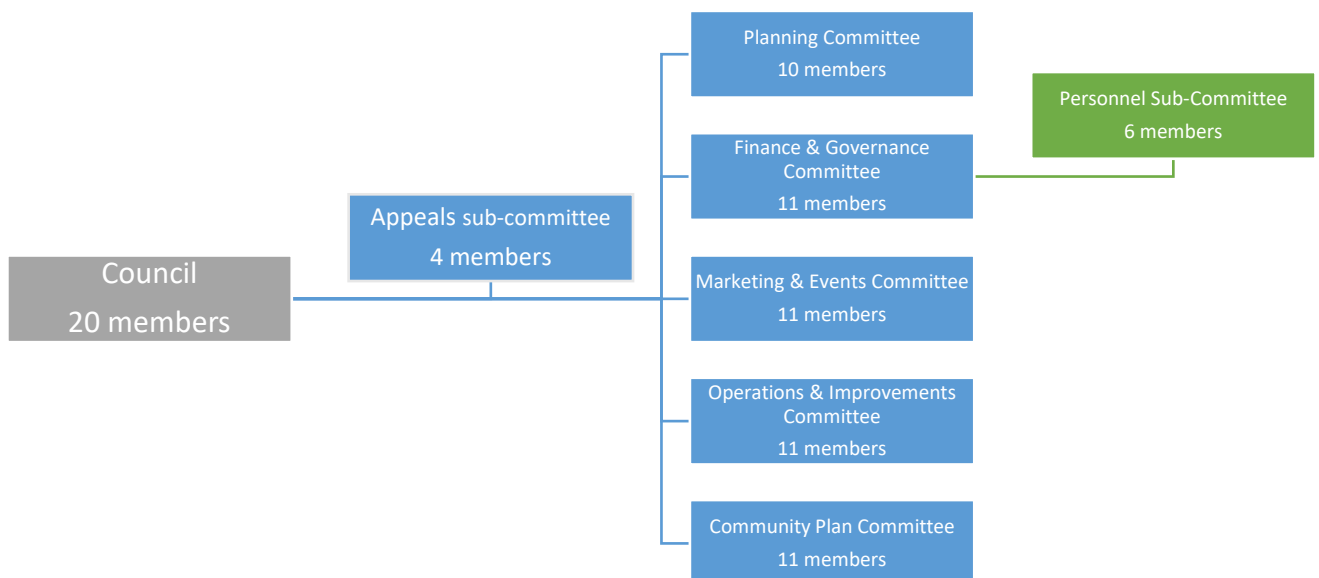 Council
20 members
Appeals sub-committee
4 members
Planning Committee
10 members
Finance & Governance
Committee
11 members
Marketing & Events Committee
11 members
Operations & Improvements
Committee
11 members
Community Plan Committee
11 members
Personnel Sub-Committee
6 members